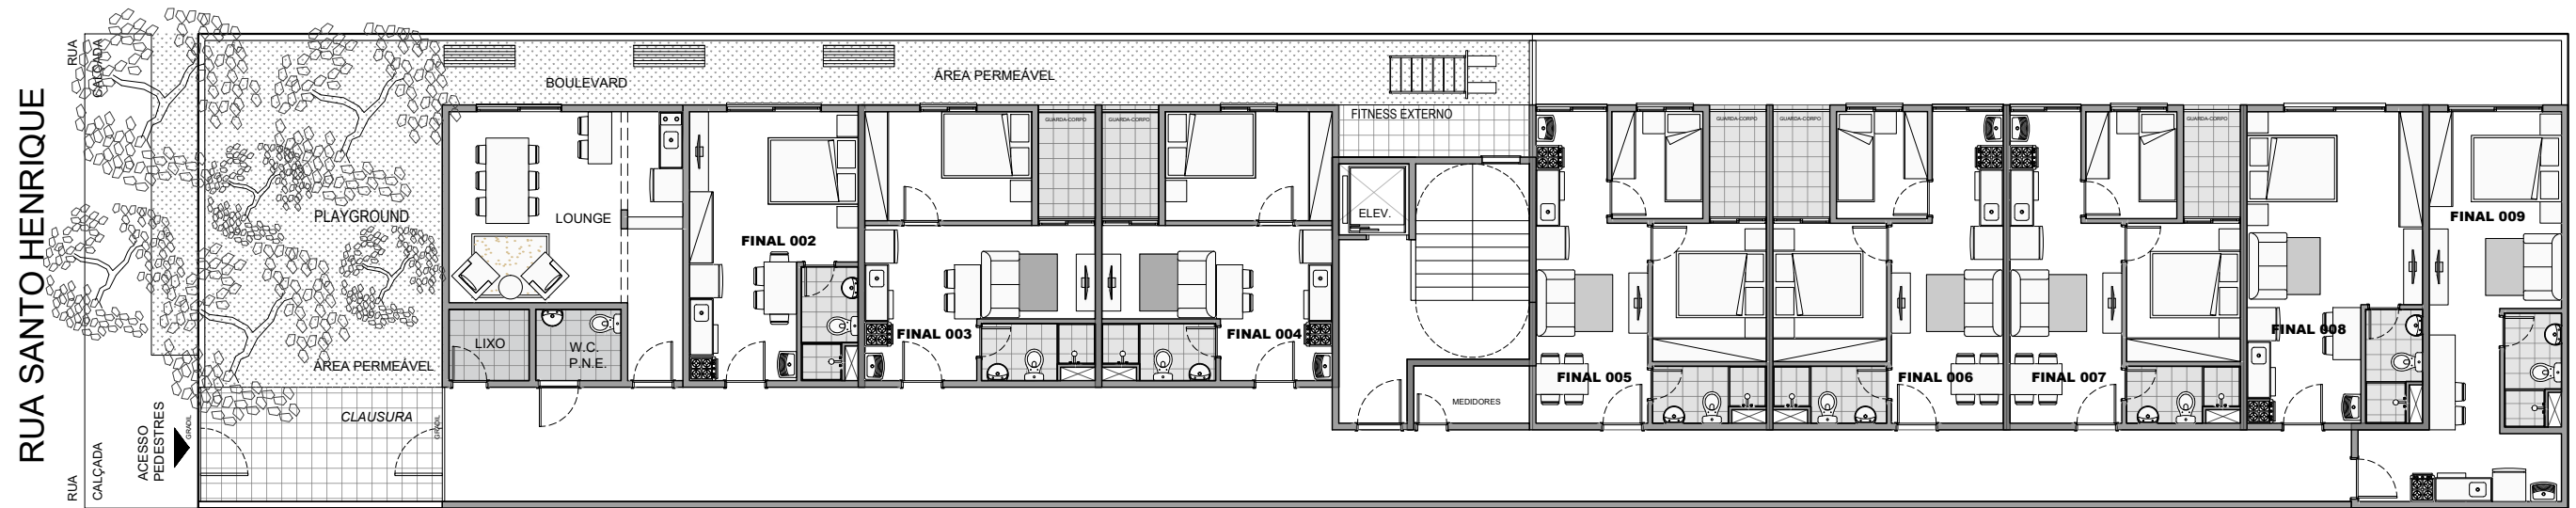 RUA SANTO HENRIQUE
RUA
CALÇADA
RUA
CALÇADA
ACESSO
PEDESTRES
GRADIL
CLAUSURA
GRADIL
PLAYGROUND
ÁREA PERMEÁVEL
BOULEVARD
ÁREA PERMEÁVEL
FITNESS EXTERNO
LOUNGE
LIXO
W.C.
P.N.E.
FINAL 002
FINAL 003
GUARDA-CORPO
GUARDA-CORPO
FINAL 004
ELEV.
MEDIDORES
FINAL 005
GUARDA-CORPO
GUARDA-CORPO
FINAL 006
FINAL 007
GUARDA-CORPO
FINAL 008
FINAL 009